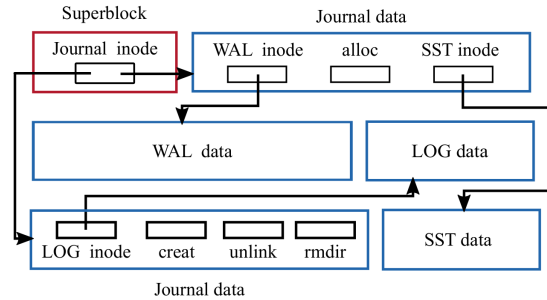 Superblock
Journal data
Journal inode
WAL inode
alloc
SST inode
WAL data
LOG data
LOG inode
creat
unlink
rmdir
SST data
Journal data